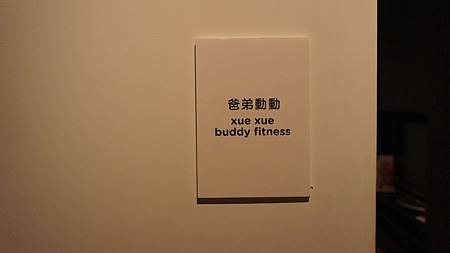 爸弟動動
xue xue
buddy fitness